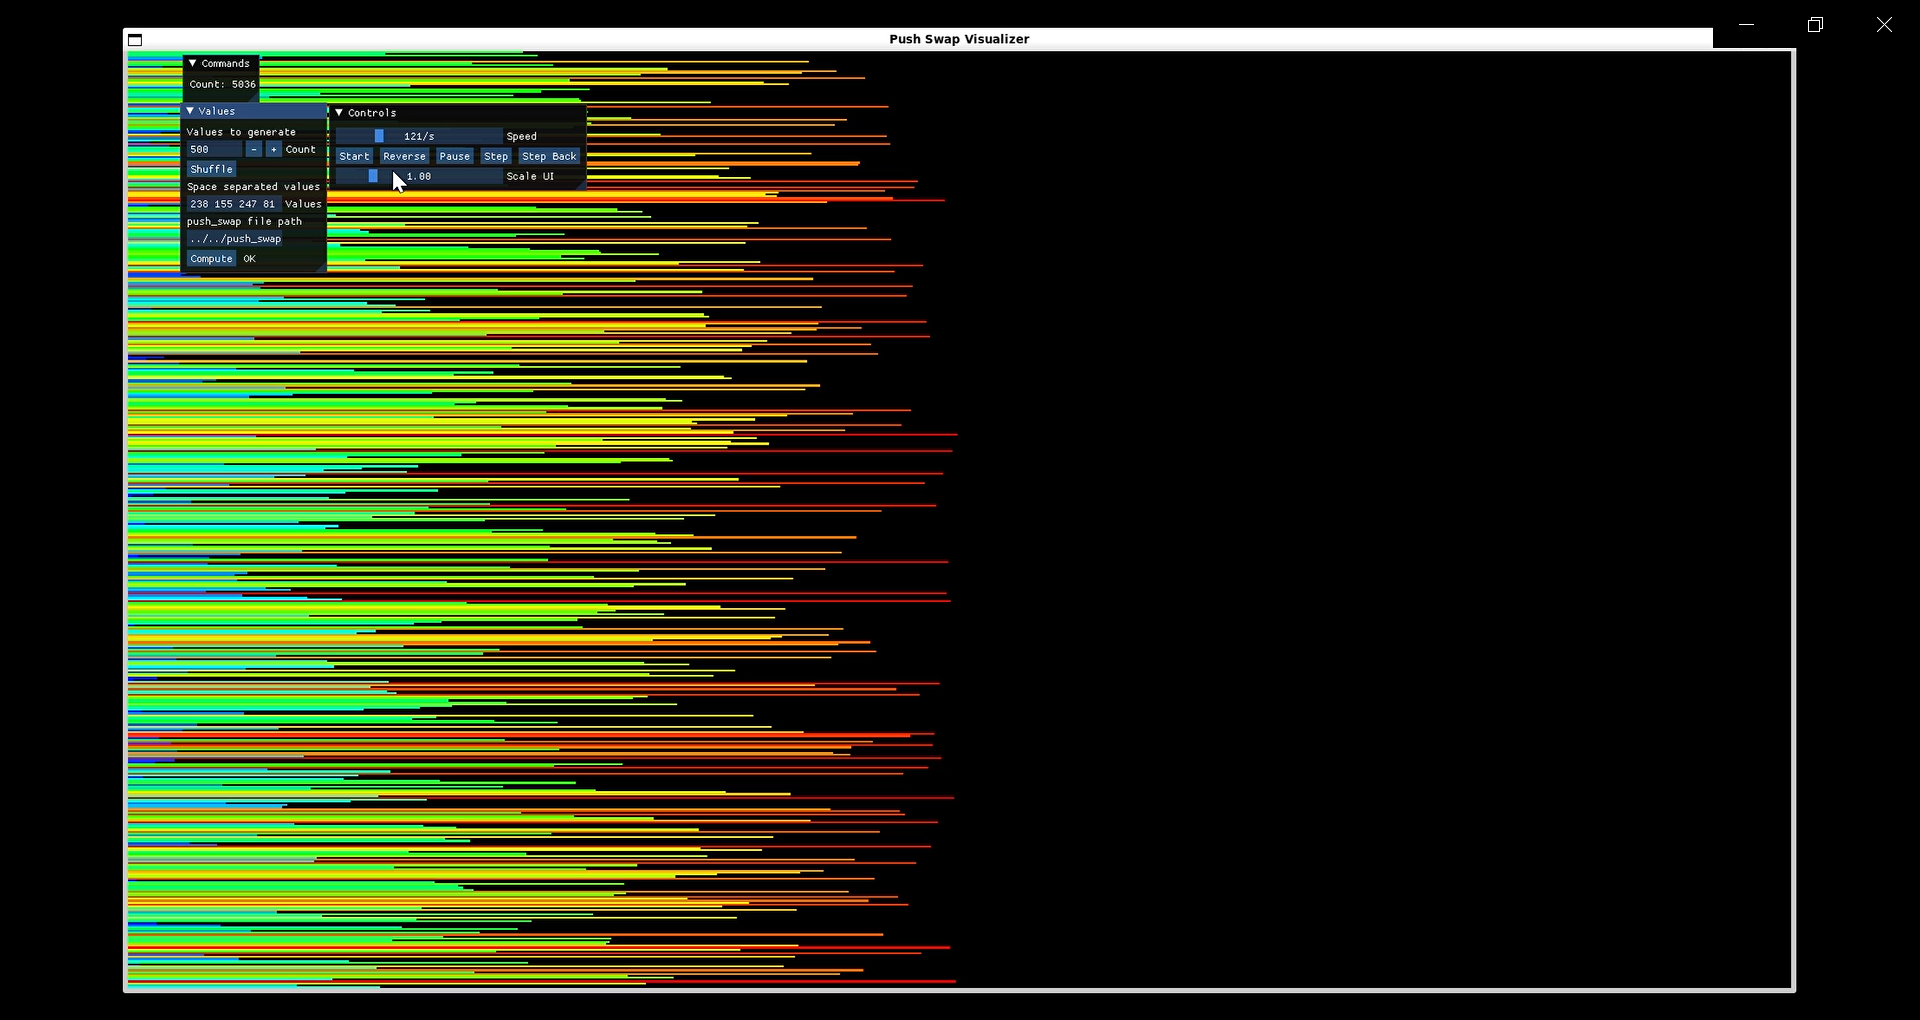 Push Swap Visualizer
Commands
Count: 5036
Values
Values to generate
500 - + Count
Shuffle
Space separated values
238 155 247 81 Values
push_swap file path
../../push_swap
Compute OK
Controls
121/s Speed
Start Reverse Pause Step Step Back
1.00 Scale UI